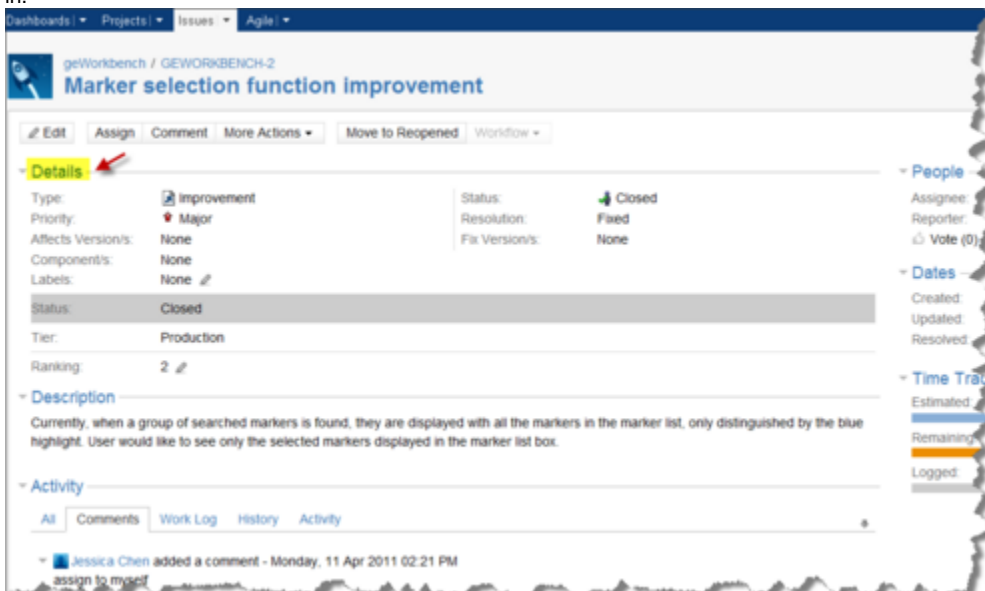 in.
Dashboards Projects Issues Agile
geWorkbench / GEWORKBENCH-2
Marker selection function improvement
Edit Assign Comment More Actions Move to Reopened Workflow
Details
Type: Improvement Status: Closed
Priority: Major Resolution: Fixed
Affects Version/s: None Fix Version/s: None
Component/s: None
Labels: None
Status: Closed
Tier: Production
Ranking: 2
Description
Currently, when a group of searched markers is found, they are displayed with all the markers in the marker list, only distinguished by the blue
highlight. User would like to see only the selected markers displayed in the marker list box.
Activity
All Comments Work Log History Activity
Jessica Chen added a comment - Monday, 11 Apr 2011 02:21 PM
assign to myself
People
Assignee:
Reporter:
Vote (0)
Dates
Created:
Updated:
Resolved:
Time Trac
Estimated:
Remaining
Logged: